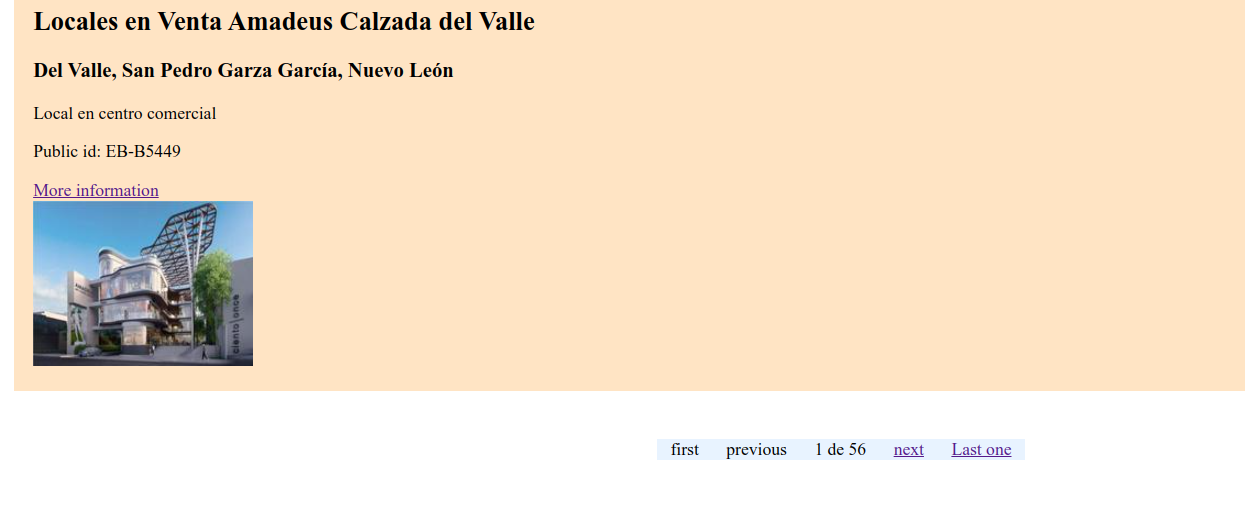 Locales en Venta Amadeus Calzada del Valle
Del Valle, San Pedro Garza García, Nuevo León
Local en centro comercial
Public id: EB-B5449
More information
ciento|once
first previous 1 de 56 next Last one